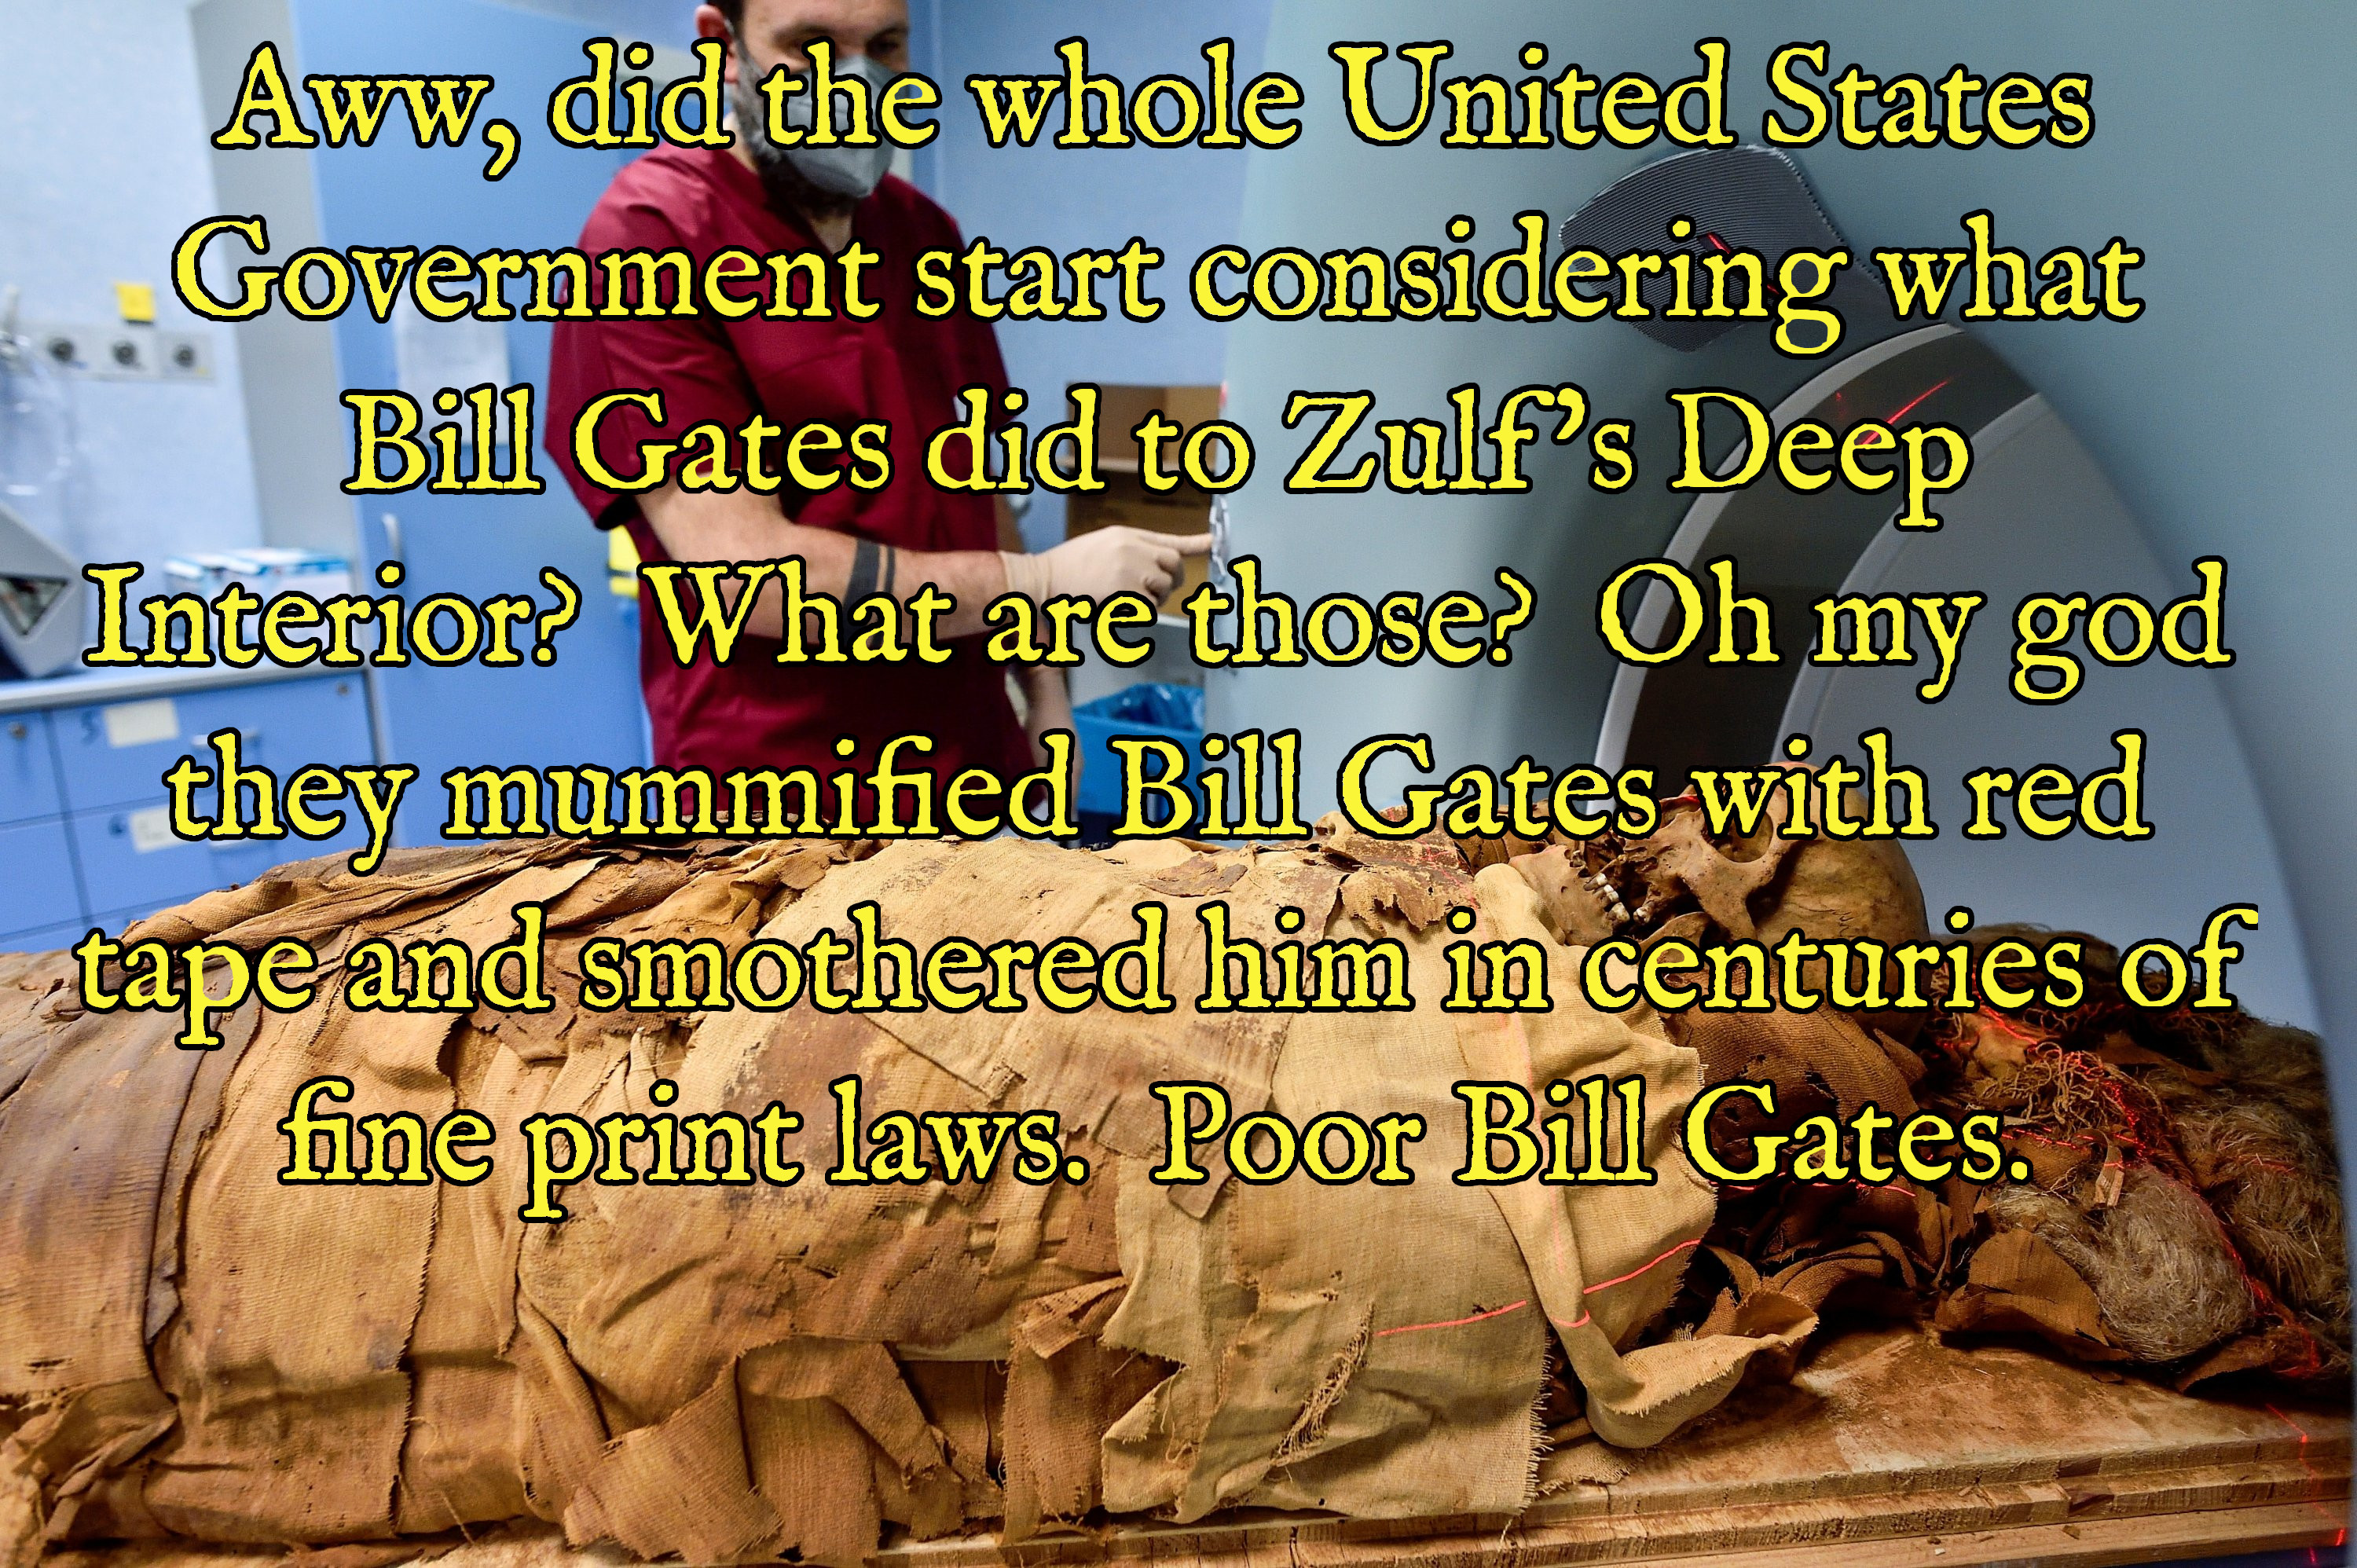 Aww, did the whole United States
Government start considering what
Bill Gates did to Zulf’s Deep
Interior?  What are those?  Oh my god
they mummified Bill Gates with red
tape and smothered him in centuries of
fine print laws.  Poor Bill Gates.